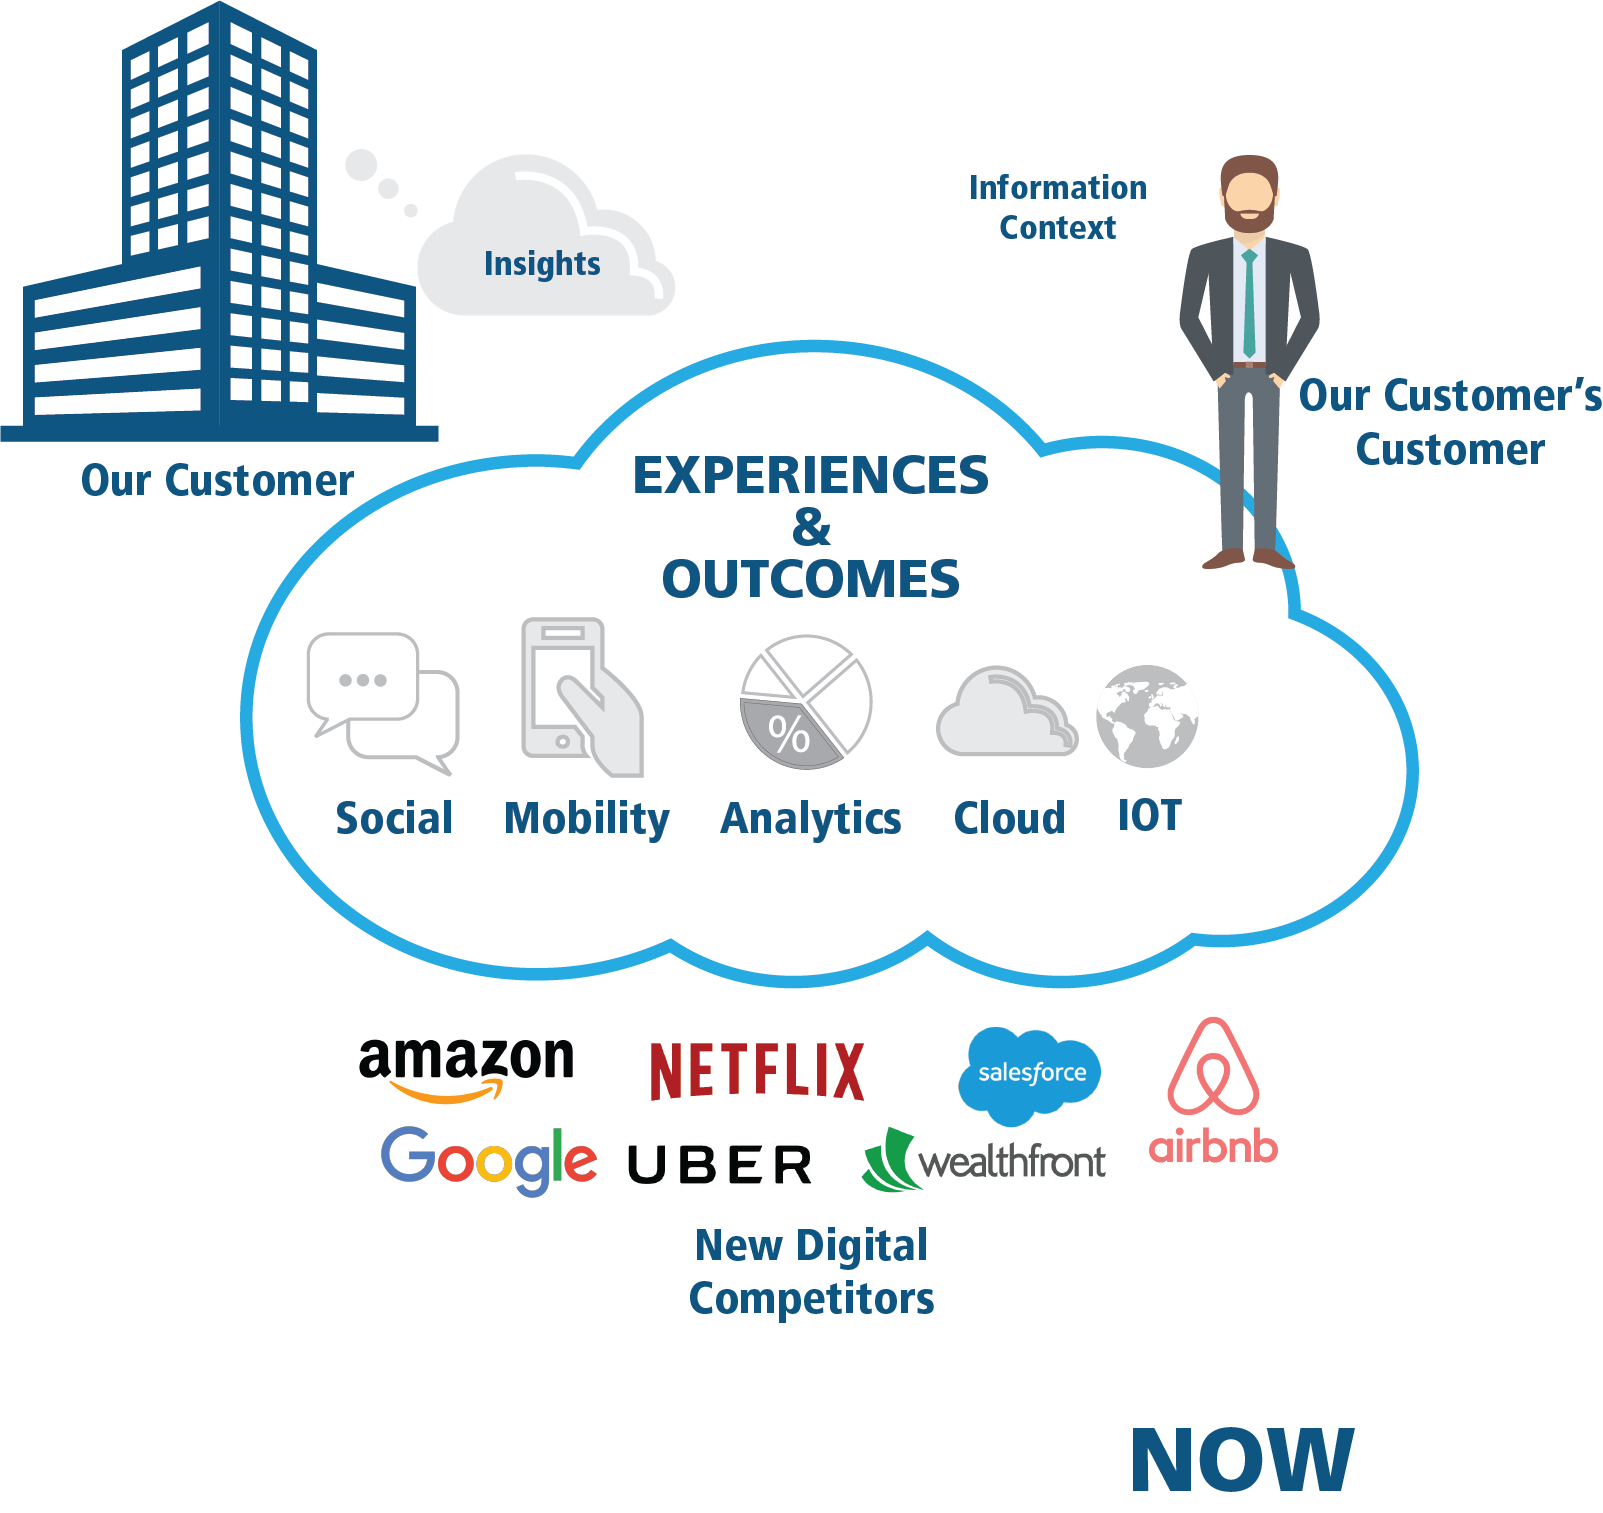 Insights
Information
Context
Our Customer
Our Customer’s
Customer
EXPERIENCES
&
OUTCOMES
%
Social
Mobility
Analytics
Cloud
IOT
amazon
NETFLIX
salesforce
airbnb
Google
UBER
wealthfront
New Digital
Competitors
NOW